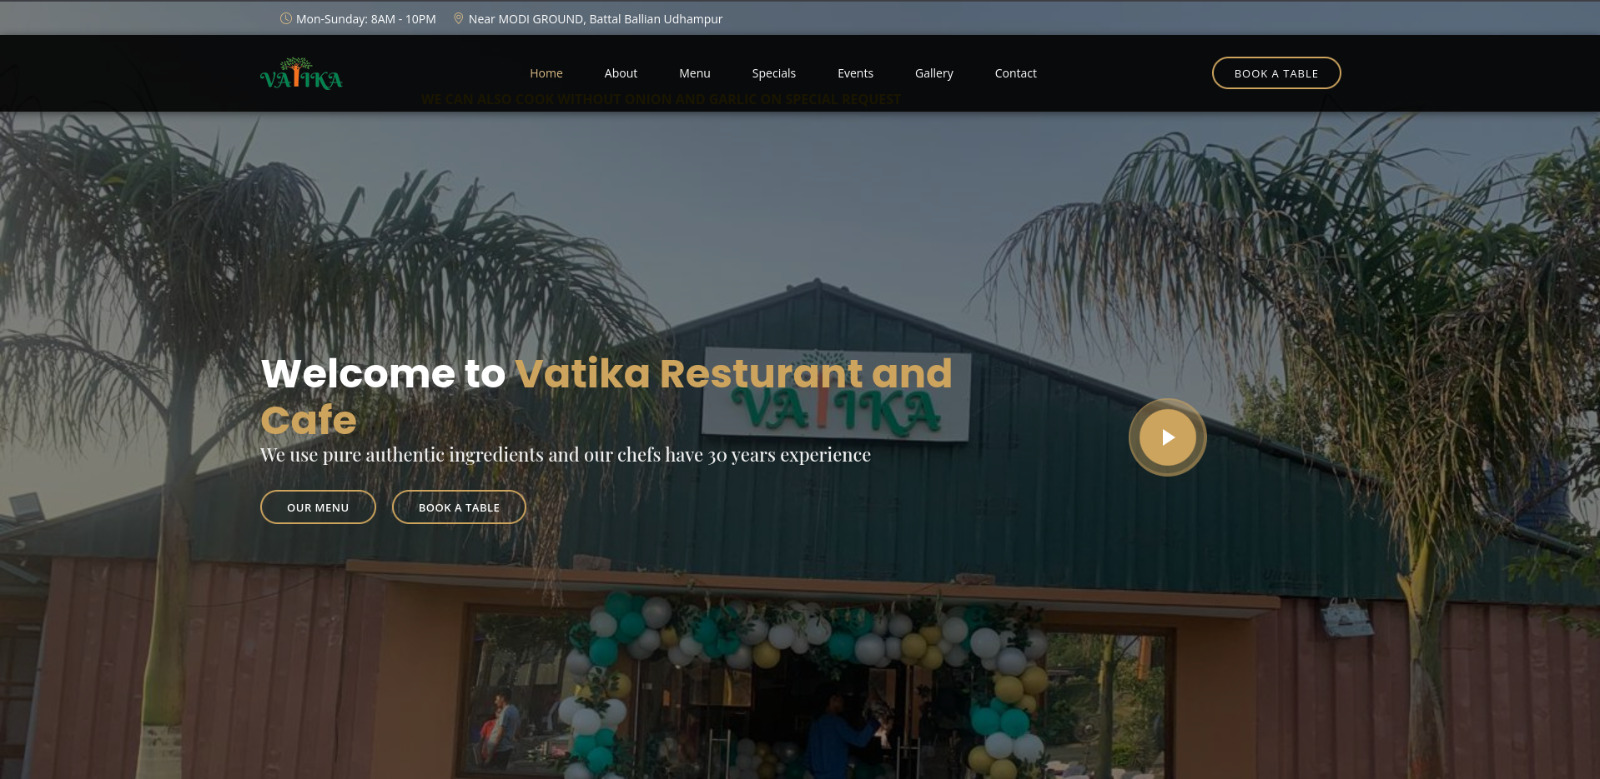 Mon-Sunday: 8AM - 10PM Near MODI GROUND, Battal Ballian Udhampur
VATIKA
Home About Menu Specials Events Gallery Contact
BOOK A TABLE
WE CAN ALSO COOK WITHOUT ONION AND GARLIC ON SPECIAL REQUEST
Welcome to Vatika Resturant and
Cafe
VATIKA
We use pure authentic ingredients and our chefs have 30 years experience
OUR MENU BOOK A TABLE